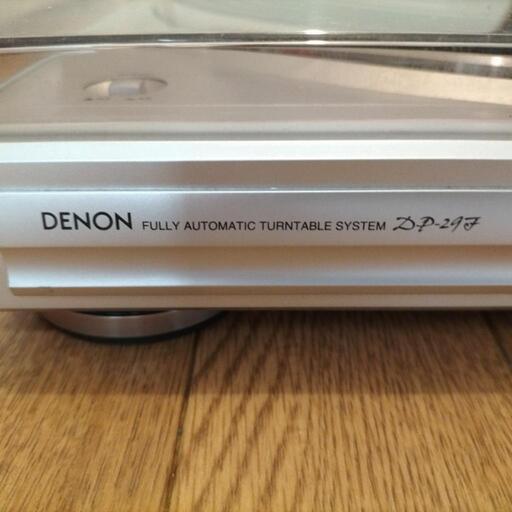 DENON FULLY AUTOMATIC TURNTABLE SYSTEM DP-29F